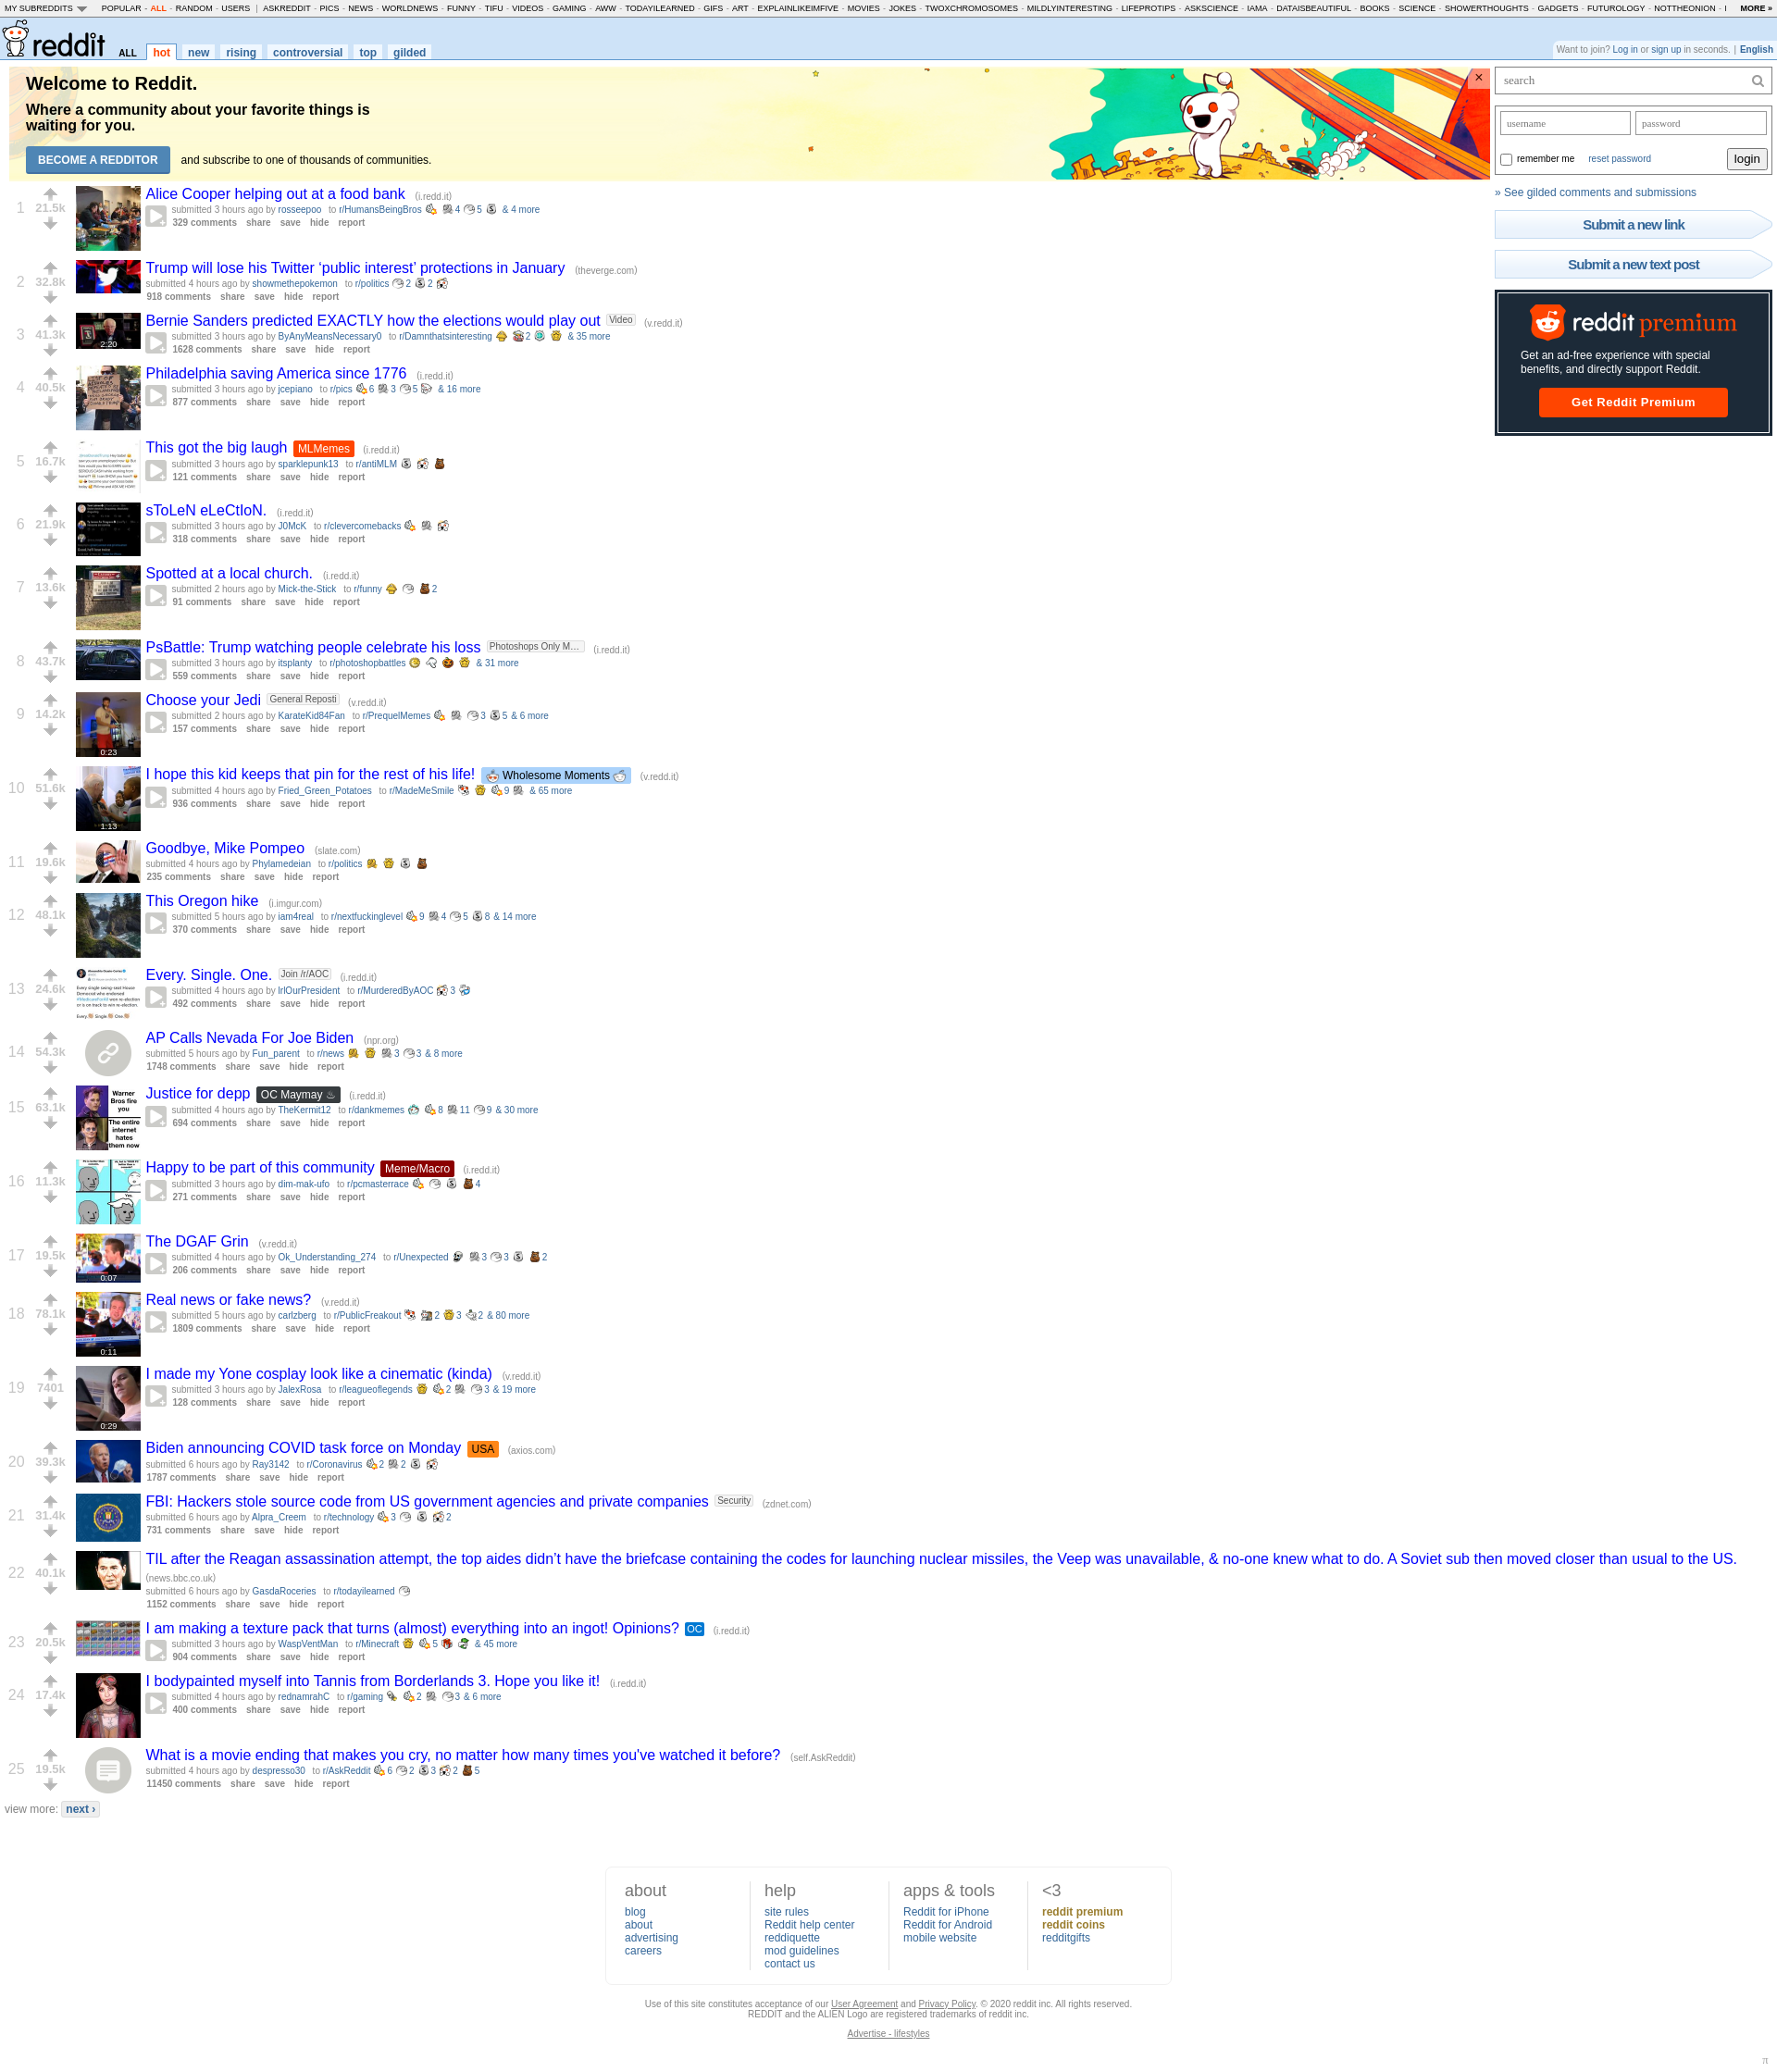 MY SUBREDDITS POPULAR - ALL - RANDOM - USERS | ASKREDDIT - PICS - NEWS - WORLDNEWS - FUNNY - TIFU - VIDEOS - GAMING - AWW - TODAYILEARNED - GIFS - ART - EXPLAINLIKEIMFIVE - MOVIES - JOKES - TWOXCHROMOSOMES - MILDLYINTERESTING - LIFEPROTIPS - ASKSCIENCE - IAMA - DATAISBEAUTIFUL - BOOKS - SCIENCE - SHOWERTHOUGHTS - GADGETS - FUTUROLOGY - NOTTHEONION - MORE »
reddit ALL hot new rising controversial top gilded
Want to join? Log in or sign up in seconds. | English
Welcome to Reddit.
Where a community about your favorite things is
waiting for you.
BECOME A REDDITOR and subscribe to one of thousands of communities.
×
search
username password
remember me reset password login
» See gilded comments and submissions
Submit a new link
Submit a new text post
reddit premium
Get an ad-free experience with special
benefits, and directly support Reddit.
Get Reddit Premium
1 21.5k Alice Cooper helping out at a food bank (i.redd.it)
submitted 3 hours ago by rosseepoo to r/HumansBeingBros 4 5 & 4 more
329 comments share save hide report
2 32.8k Trump will lose his Twitter ‘public interest’ protections in January (theverge.com)
submitted 4 hours ago by showmethepokemon to r/politics 2 2
918 comments share save hide report
3 41.3k Bernie Sanders predicted EXACTLY how the elections would play out Video (v.redd.it)
2:20
submitted 3 hours ago by ByAnyMeansNecessary0 to r/Damnthatsinteresting 2 & 35 more
1628 comments share save hide report
4 40.5k Philadelphia saving America since 1776 (i.redd.it)
submitted 3 hours ago by jcepiano to r/pics 6 3 5 & 16 more
877 comments share save hide report
5 16.7k This got the big laugh MLMemes (i.redd.it)
submitted 3 hours ago by sparklepunk13 to r/antiMLM
121 comments share save hide report
6 21.9k sToLeN eLeCtIoN. (i.redd.it)
submitted 3 hours ago by J0McK to r/clevercomebacks
318 comments share save hide report
7 13.6k Spotted at a local church. (i.redd.it)
submitted 2 hours ago by Mick-the-Stick to r/funny 2
91 comments share save hide report
8 43.7k PsBattle: Trump watching people celebrate his loss Photoshops Only M… (i.redd.it)
submitted 3 hours ago by itsplanty to r/photoshopbattles & 31 more
559 comments share save hide report
9 14.2k Choose your Jedi General Reposti (v.redd.it)
submitted 2 hours ago by KarateKid84Fan to r/PrequelMemes 3 5 & 6 more
157 comments share save hide report
0:23
10 51.6k I hope this kid keeps that pin for the rest of his life! Wholesome Moments (v.redd.it)
submitted 4 hours ago by Fried_Green_Potatoes to r/MadeMeSmile 9 & 65 more
936 comments share save hide report
1:13
11 19.6k Goodbye, Mike Pompeo (slate.com)
submitted 4 hours ago by Phylamedeian to r/politics
235 comments share save hide report
12 48.1k This Oregon hike (i.imgur.com)
submitted 5 hours ago by iam4real to r/nextfuckinglevel 9 4 5 8 & 14 more
370 comments share save hide report
13 24.6k Every. Single. One. Join /r/AOC (i.redd.it)
submitted 4 hours ago by lrlOurPresident to r/MurderedByAOC 3
492 comments share save hide report
14 54.3k AP Calls Nevada For Joe Biden (npr.org)
submitted 5 hours ago by Fun_parent to r/news 3 3 & 8 more
1748 comments share save hide report
15 63.1k Justice for depp OC Maymay ♨ (i.redd.it)
Warner
Bros fire
you
The entire
internet
hates
them now
submitted 4 hours ago by TheKermit12 to r/dankmemes 8 11 9 & 30 more
694 comments share save hide report
16 11.3k Happy to be part of this community Meme/Macro (i.redd.it)
submitted 3 hours ago by dim-mak-ufo to r/pcmasterrace 4
271 comments share save hide report
17 19.5k The DGAF Grin (v.redd.it)
submitted 4 hours ago by Ok_Understanding_274 to r/Unexpected 3 3 2
206 comments share save hide report
0:07
18 78.1k Real news or fake news? (v.redd.it)
submitted 5 hours ago by carlzberg to r/PublicFreakout 2 3 2 & 80 more
1809 comments share save hide report
0:11
19 7401 I made my Yone cosplay look like a cinematic (kinda) (v.redd.it)
submitted 3 hours ago by JalexRosa to r/leagueoflegends 2 3 & 19 more
128 comments share save hide report
0:29
20 39.3k Biden announcing COVID task force on Monday USA (axios.com)
submitted 6 hours ago by Ray3142 to r/Coronavirus 2 2
1787 comments share save hide report
21 31.4k FBI: Hackers stole source code from US government agencies and private companies Security (zdnet.com)
submitted 6 hours ago by Alpra_Creem to r/technology 3 2
731 comments share save hide report
22 40.1k TIL after the Reagan assassination attempt, the top aides didn’t have the briefcase containing the codes for launching nuclear missiles, the Veep was unavailable, & no-one knew what to do. A Soviet sub then moved closer than usual to the US.
(news.bbc.co.uk)
submitted 6 hours ago by GasdaRoceries to r/todayilearned
1152 comments share save hide report
23 20.5k I am making a texture pack that turns (almost) everything into an ingot! Opinions? OC (i.redd.it)
submitted 3 hours ago by WaspVentMan to r/Minecraft 5 & 45 more
904 comments share save hide report
24 17.4k I bodypainted myself into Tannis from Borderlands 3. Hope you like it! (i.redd.it)
submitted 4 hours ago by rednamrahC to r/gaming 2 3 & 6 more
400 comments share save hide report
25 19.5k What is a movie ending that makes you cry, no matter how many times you've watched it before? (self.AskReddit)
submitted 4 hours ago by despresso30 to r/AskReddit 6 2 3 2 5
11450 comments share save hide report
view more: next ›
about
blog
about
advertising
careers
help
site rules
Reddit help center
reddiquette
mod guidelines
contact us
apps & tools
Reddit for iPhone
Reddit for Android
mobile website
<3
reddit premium
reddit coins
redditgifts
Use of this site constitutes acceptance of our User Agreement and Privacy Policy. © 2020 reddit inc. All rights reserved.
REDDIT and the ALIEN Logo are registered trademarks of reddit inc.
Advertise - lifestyles
π